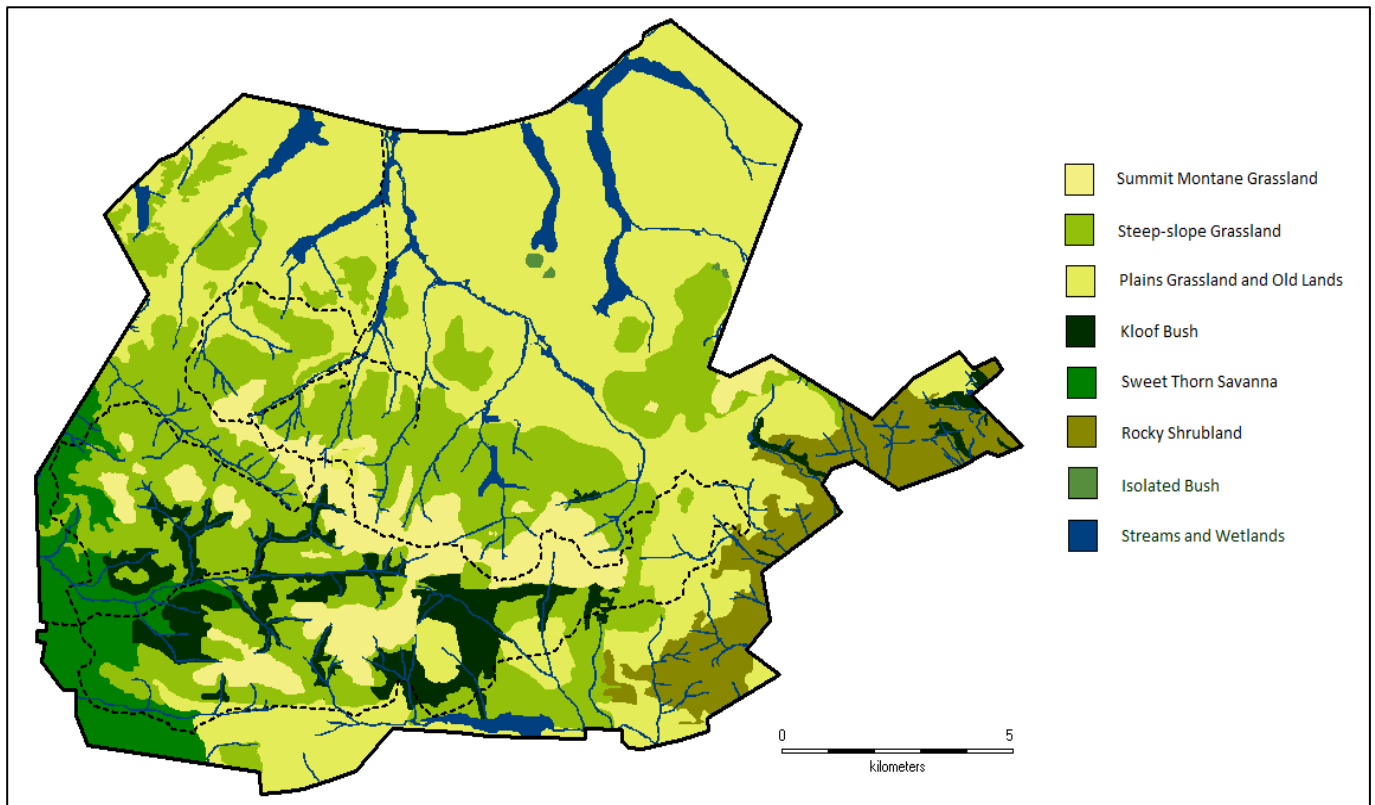 Summit Montane Grassland
Steep-slope Grassland
Plains Grassland and Old Lands
Kloof Bush
Sweet Thorn Savanna
Rocky Shrubland
Isolated Bush
Streams and Wetlands
0 5
kilometers